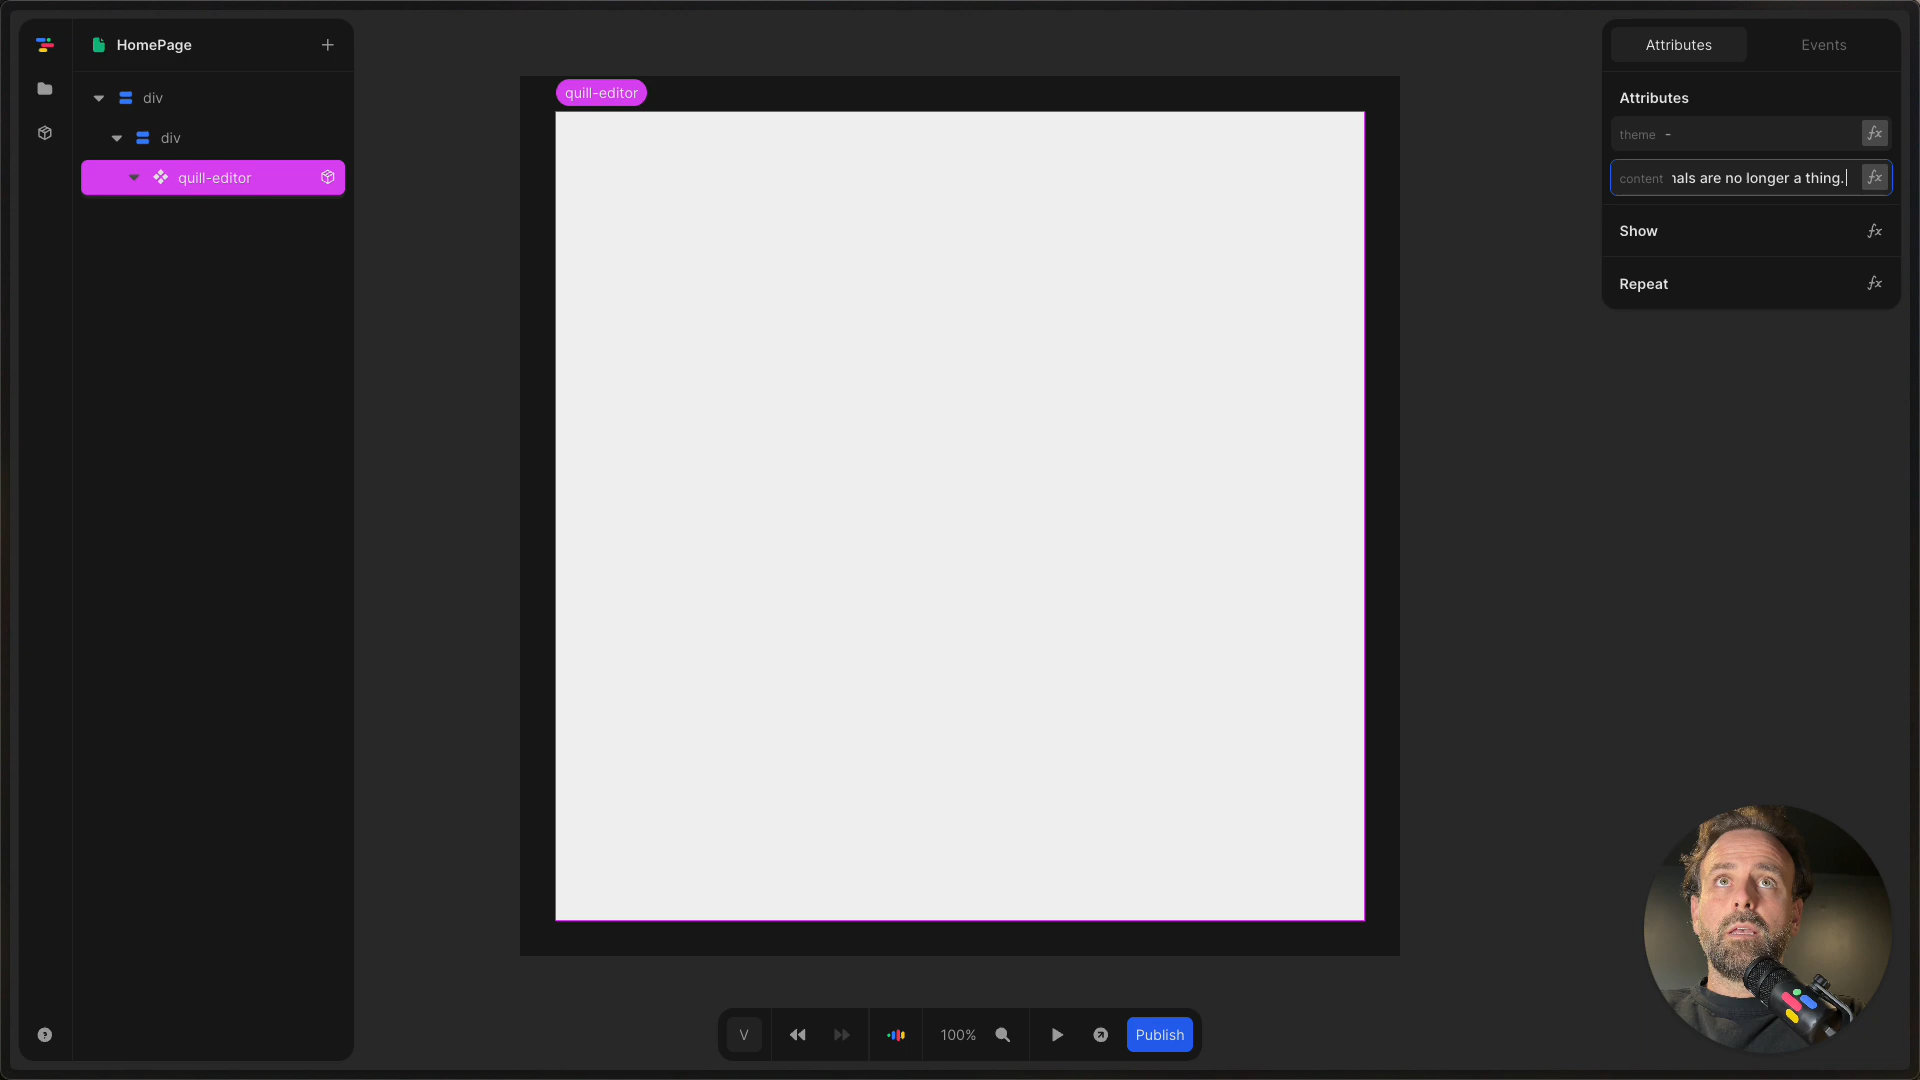 HomePage
div
div
quill-editor
quill-editor
Attributes
Events
Attributes
theme -
content nals are no longer a thing.
Show
Repeat
V
100%
Publish